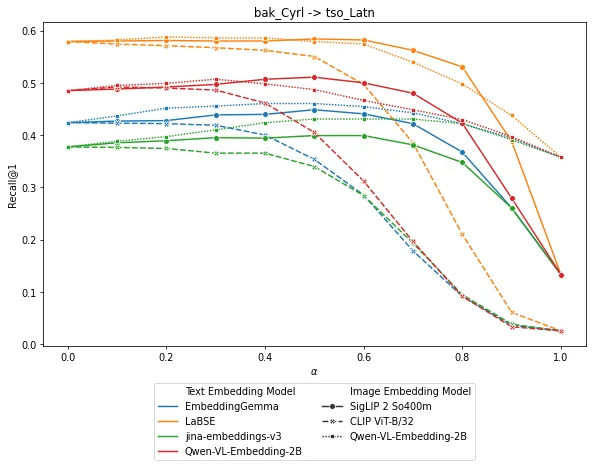 bak_Cyrl -> tso_Latn
Recall@1
0.6
0.5
0.4
0.3
0.2
0.1
0.0
0.0 0.2 0.4 0.6 0.8 1.0
α
Text Embedding Model Image Embedding Model
EmbeddingGemma SigLIP 2 So400m
LaBSE CLIP ViT-B/32
jina-embeddings-v3 Qwen-VL-Embedding-2B
Qwen-VL-Embedding-2B